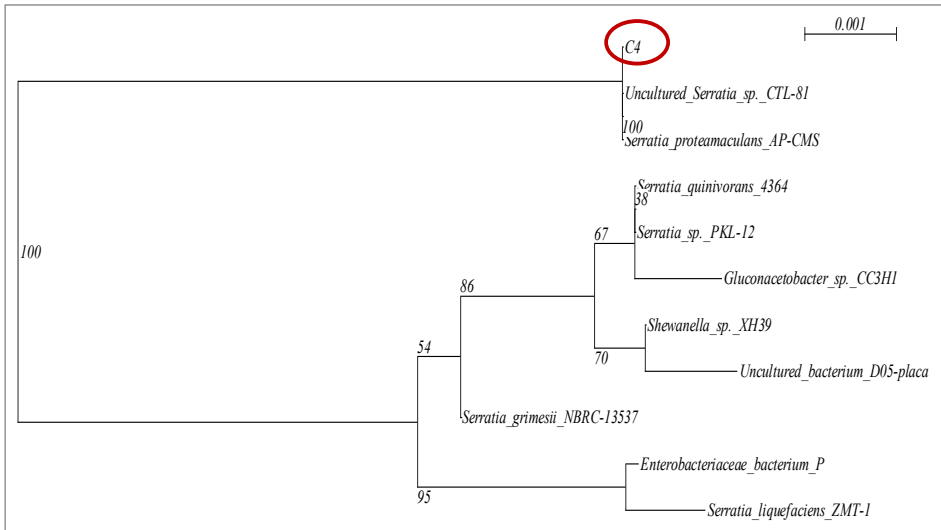 0.001
C4
Uncultured_Serratia_sp._CTL-81
100
Serratia_proteamaculans_AP-CMS
Serratia_quinivorans_4364
38
67
Serratia_sp._PKL-12
100
Gluconacetobacter_sp._CC3H1
86
Shewanella_sp._XH39
54
70
Uncultured_bacterium_D05-placa
Serratia_grimesii_NBRC-13537
Enterobacteriaceae_bacterium_P
95
Serratia_liquefaciens_ZMT-1